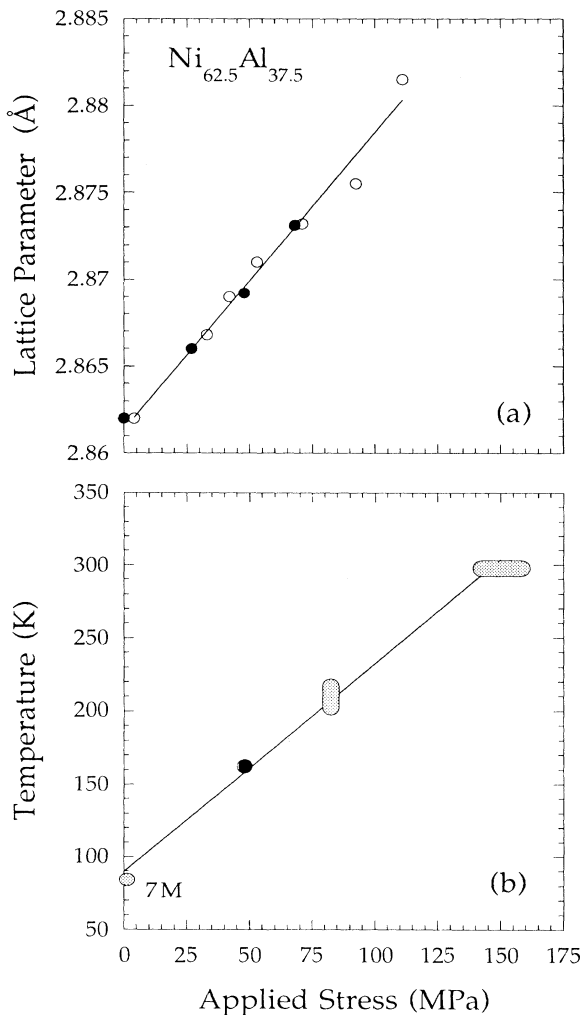 2.885
Ni62.5Al37.5
2.88
2.875
2.87
2.865
2.86
Lattice Parameter (Å)
(a)
350
300
250
200
150
100
50
Temperature (K)
7M
(b)
0 25 50 75 100 125 150 175
Applied Stress (MPa)